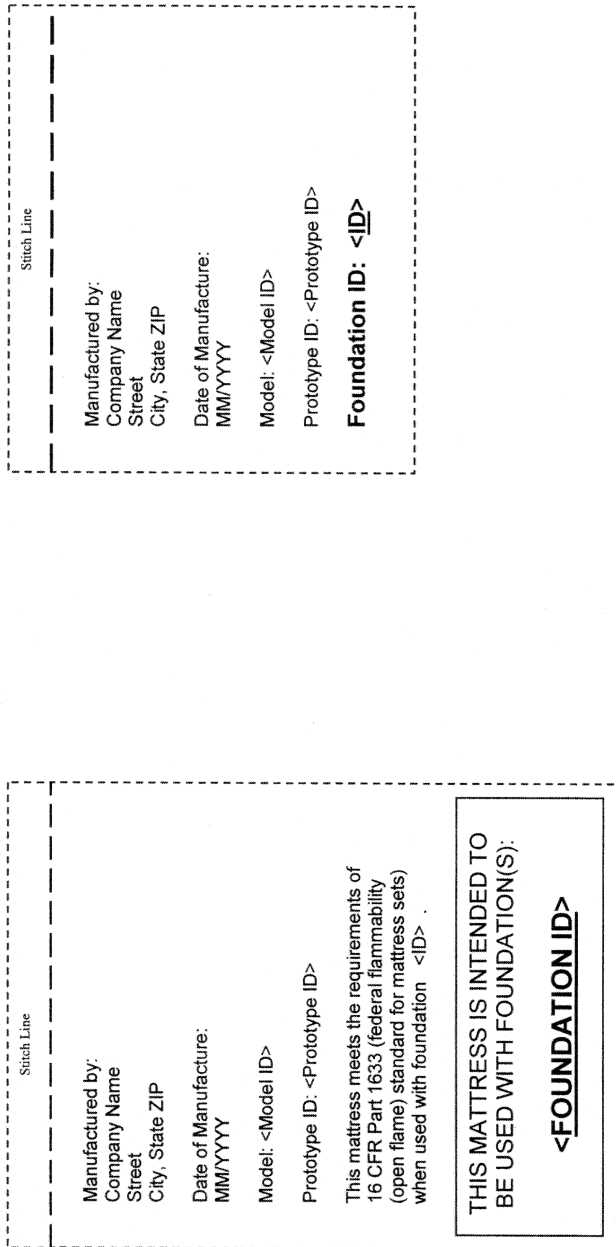 Stitch Line
Manufactured by:
Company Name
Street
City, State ZIP
Date of Manufacture:
MM/YYYY
Model: <Model ID>
Prototype ID: <Prototype ID>
This mattress meets the requirements of
16 CFR Part 1633 (federal flammability
(open flame) standard for mattress sets)
when used with foundation <ID> .
THIS MATTRESS IS INTENDED TO
BE USED WITH FOUNDATION(S):
<FOUNDATION ID>
Stitch Line
Manufactured by:
Company Name
Street
City, State ZIP
Date of Manufacture:
MM/YYYY
Model: <Model ID>
Prototype ID: <Prototype ID>
Foundation ID: <ID>